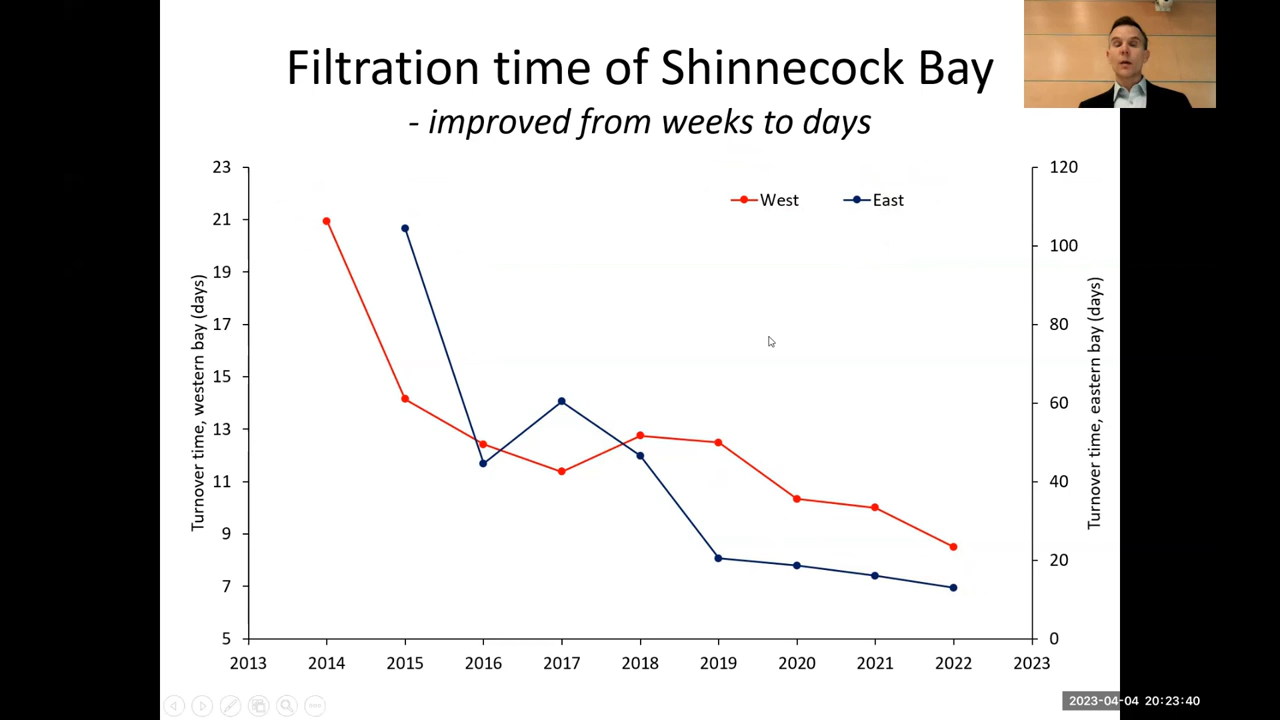 Filtration time of Shinnecock Bay
- improved from weeks to days
West
East
Turnover time, western bay (days)
23
21
19
17
15
13
11
9
7
5
Turnover time, eastern bay (days)
120
100
80
60
40
20
0
2013 2014 2015 2016 2017 2018 2019 2020 2021 2022 2023
2023-04-04 20:23:40